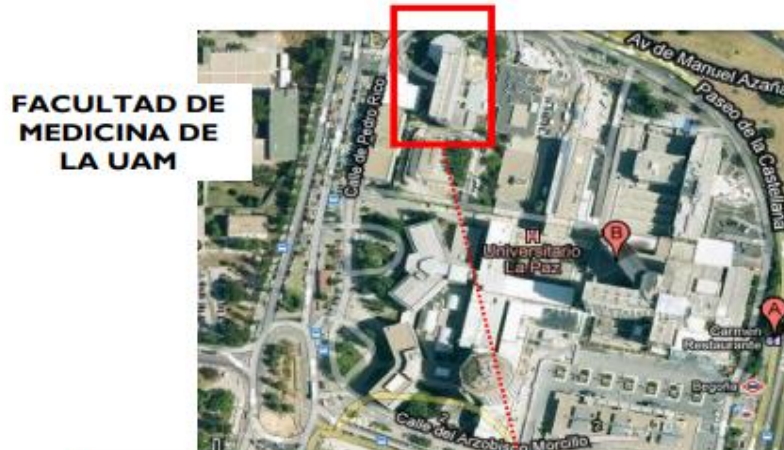 FACULTAD DE
MEDICINA DE
LA UAM
Av de Manuel Azaña
Paseo de la Castellana
Calle de Pedro Rico
H
Universitario
La Paz
B
A
Carmen
Restaurante
Begoña
2
Calle del Arzobispo Morcillo